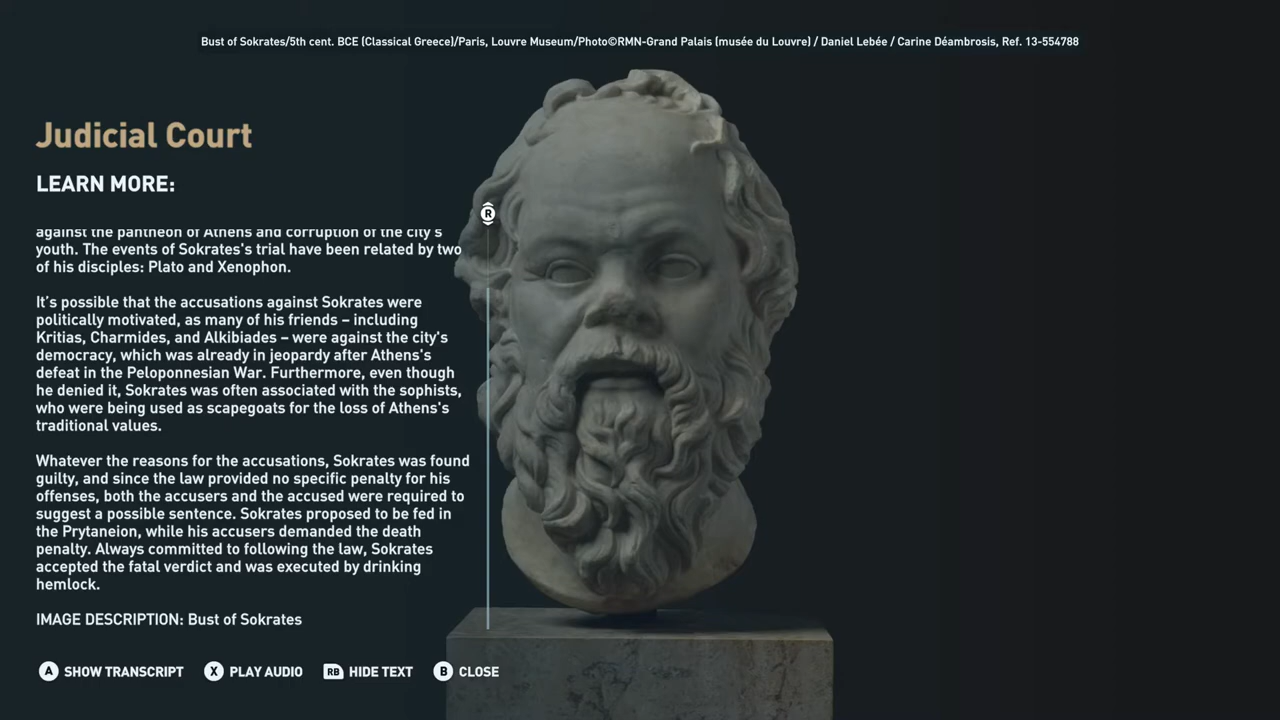 Bust of Sokrates/5th cent. BCE (Classical Greece)/Paris, Louvre Museum/Photo©RMN-Grand Palais (musée du Louvre) / Daniel Lebée / Carine Déambrosis, Ref. 13-554788
Judicial Court
LEARN MORE:
against the pantheon of Athens and corruption of the city's
youth. The events of Sokrates's trial have been related by two
of his disciples: Plato and Xenophon.
It's possible that the accusations against Sokrates were
politically motivated, as many of his friends – including
Kritias, Charmides, and Alkibiades – were against the city's
democracy, which was already in jeopardy after Athens's
defeat in the Peloponnesian War. Furthermore, even though
he denied it, Sokrates was often associated with the sophists,
who were being used as scapegoats for the loss of Athens's
traditional values.
Whatever the reasons for the accusations, Sokrates was found
guilty, and since the law provided no specific penalty for his
offenses, both the accusers and the accused were required to
suggest a possible sentence. Sokrates proposed to be fed in
the Prytaneion, while his accusers demanded the death
penalty. Always committed to following the law, Sokrates
accepted the fatal verdict and was executed by drinking
hemlock.
IMAGE DESCRIPTION: Bust of Sokrates
R
A SHOW TRANSCRIPT X PLAY AUDIO RB HIDE TEXT B CLOSE